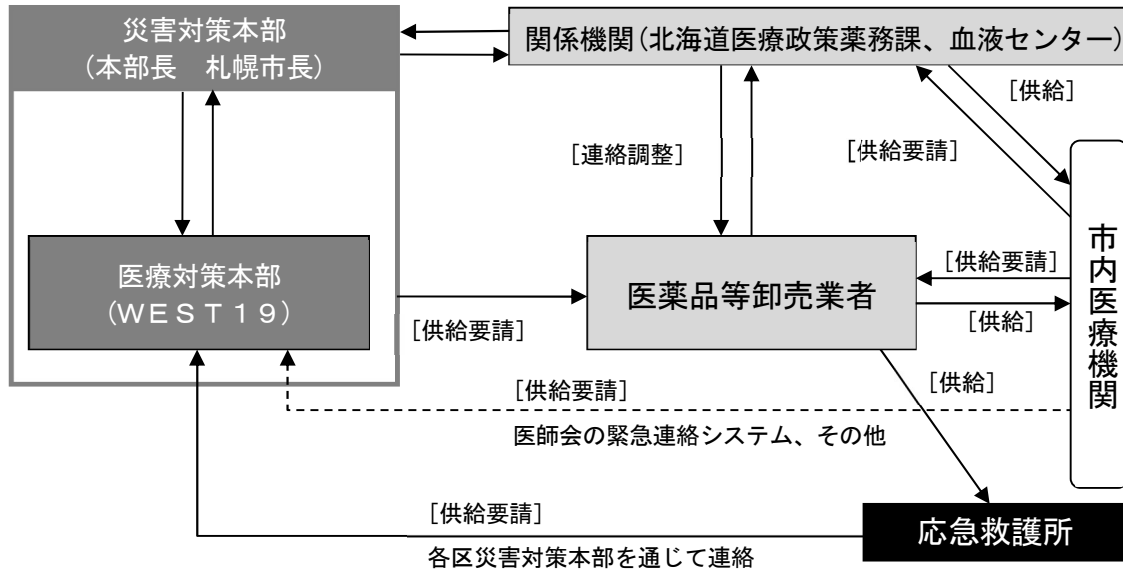 災害対策本部
(本部長　札幌市長)
関係機関(北海道医療政策薬務課、血液センター)
[供給]
[連絡調整]
[供給要請]
医療対策本部
(WEST19)
[供給要請]
医薬品等卸売業者
[供給要請]
[供給]
市内医療機関
[供給要請]
[供給]
医師会の緊急連絡システム、その他
[供給要請]
応急救護所
各区災害対策本部を通じて連絡